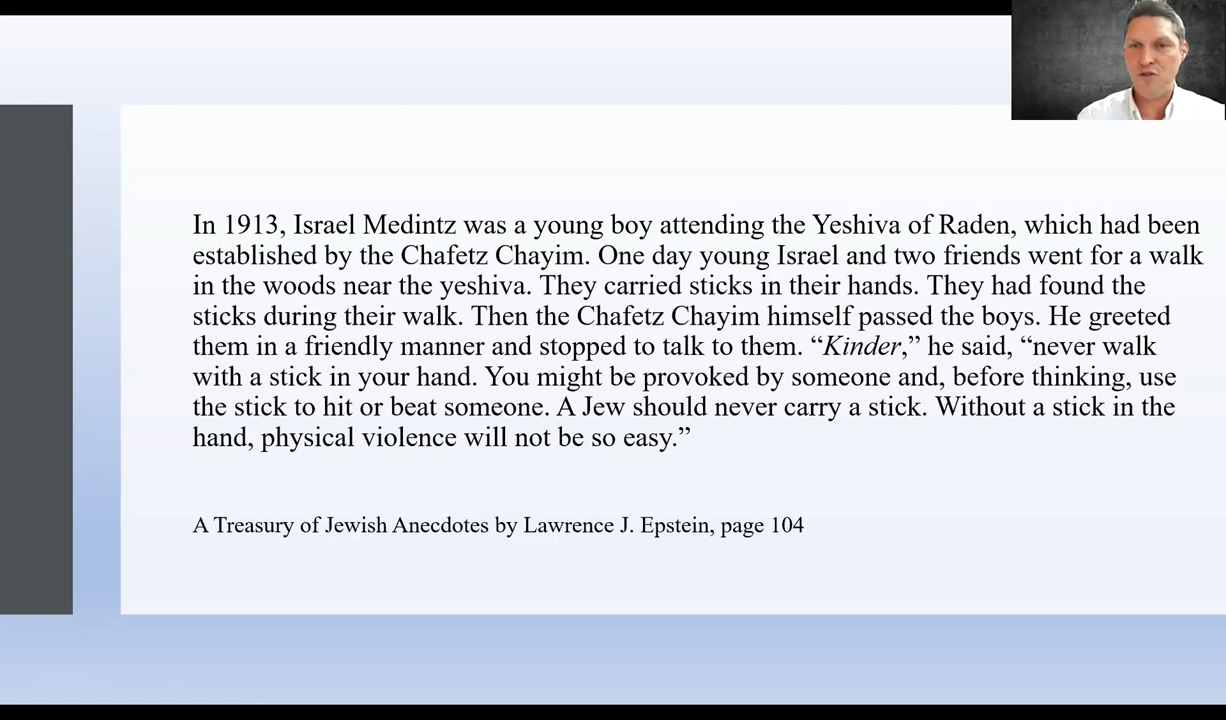 In 1913, Israel Medintz was a young boy attending the Yeshiva of Raden, which had been
established by the Chafetz Chayim. One day young Israel and two friends went for a walk
in the woods near the yeshiva. They carried sticks in their hands. They had found the
sticks during their walk. Then the Chafetz Chayim himself passed the boys. He greeted
them in a friendly manner and stopped to talk to them. “Kinder,” he said, “never walk
with a stick in your hand. You might be provoked by someone and, before thinking, use
the stick to hit or beat someone. A Jew should never carry a stick. Without a stick in the
hand, physical violence will not be so easy.”
A Treasury of Jewish Anecdotes by Lawrence J. Epstein, page 104